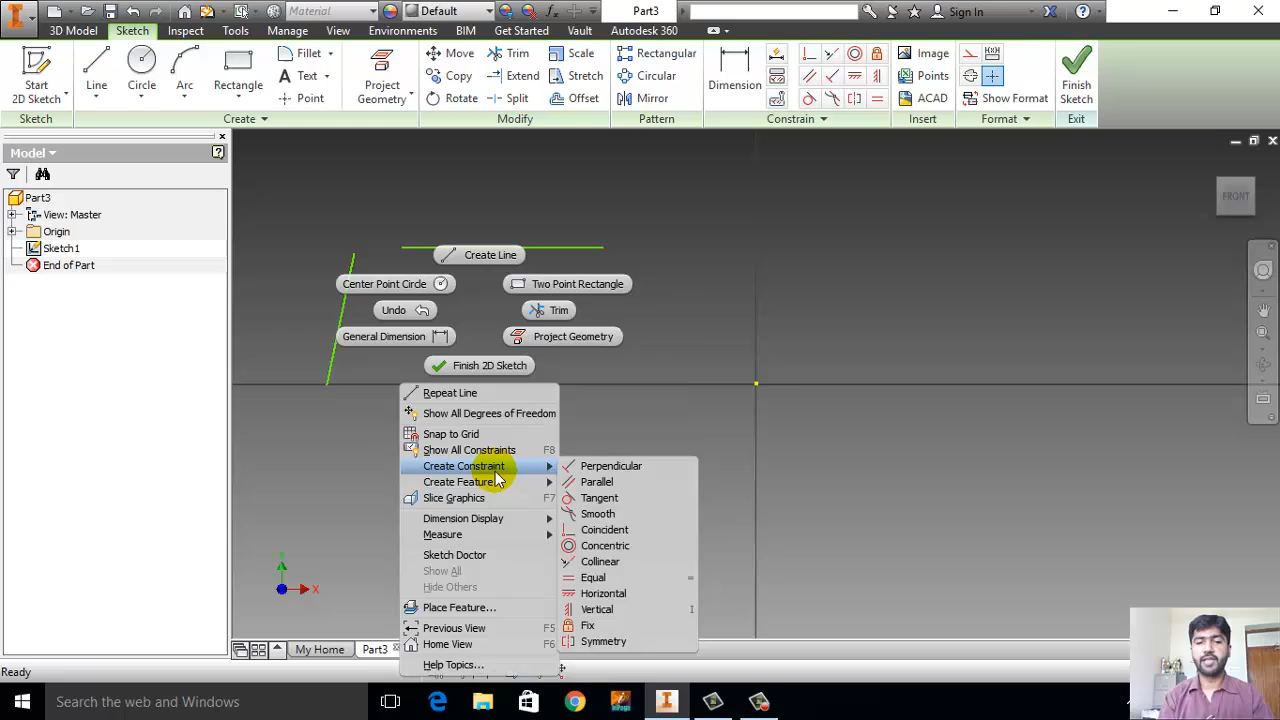 Material
Default
Part3
Sign In
3D Model
Sketch
Inspect
Tools
Manage
View
Environments
BIM
Get Started
Vault
Autodesk 360
Start
2D Sketch
Line
Circle
Arc
Rectangle
Fillet
Text
Point
Project
Geometry
Move
Copy
Rotate
Trim
Extend
Split
Scale
Stretch
Offset
Rectangular
Circular
Mirror
Dimension
Image
Points
ACAD
Show Format
Finish
Sketch
Sketch
Create
Modify
Pattern
Constrain
Insert
Format
Exit
Model
Part3
View: Master
Origin
Sketch1
End of Part
FRONT
Create Line
Center Point Circle
Two Point Rectangle
Undo
Trim
General Dimension
Project Geometry
Finish 2D Sketch
Repeat Line
Show All Degrees of Freedom
Snap to Grid
Show All Constraints F8
Create Constraint
Create Feature
Slice Graphics F7
Dimension Display
Measure
Sketch Doctor
Show All
Hide Others
Place Feature...
Previous View F5
Home View F6
Help Topics...
Perpendicular
Parallel
Tangent
Smooth
Coincident
Concentric
Collinear
Equal =
Horizontal
Vertical I
Fix
Symmetry
X
My Home
Part3
Ready
Search the web and Windows